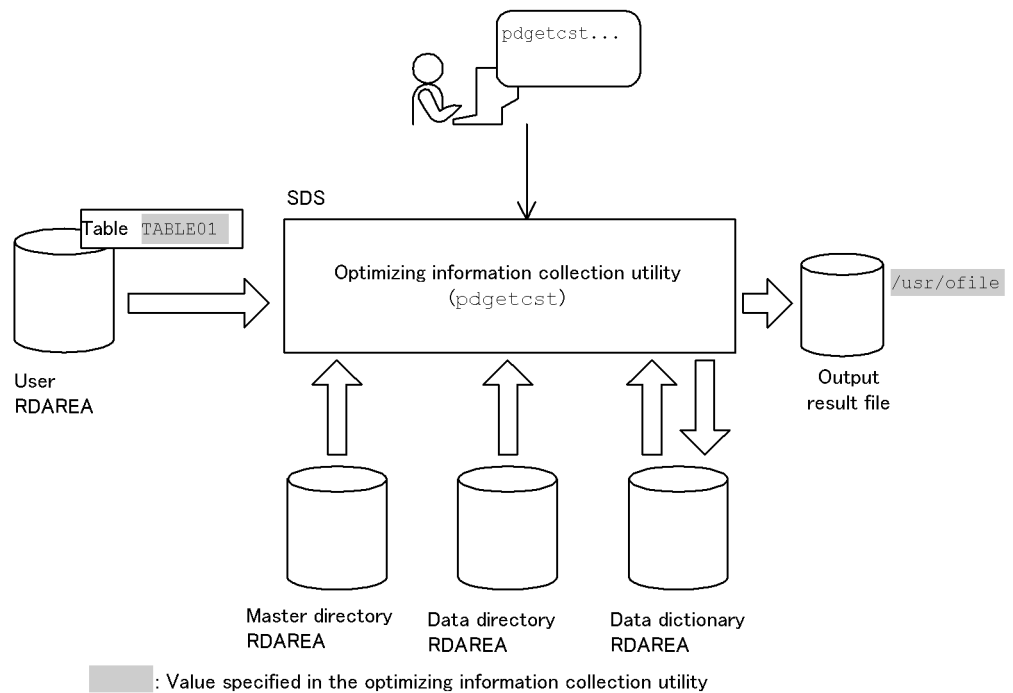 pdgetcst...
SDS
Table TABLE01
Optimizing information collection utility
(pdgetcst)
/usr/ofile
User
RDAREA
Output
result file
Master directory
RDAREA
Data directory
RDAREA
Data dictionary
RDAREA
: Value specified in the optimizing information collection utility